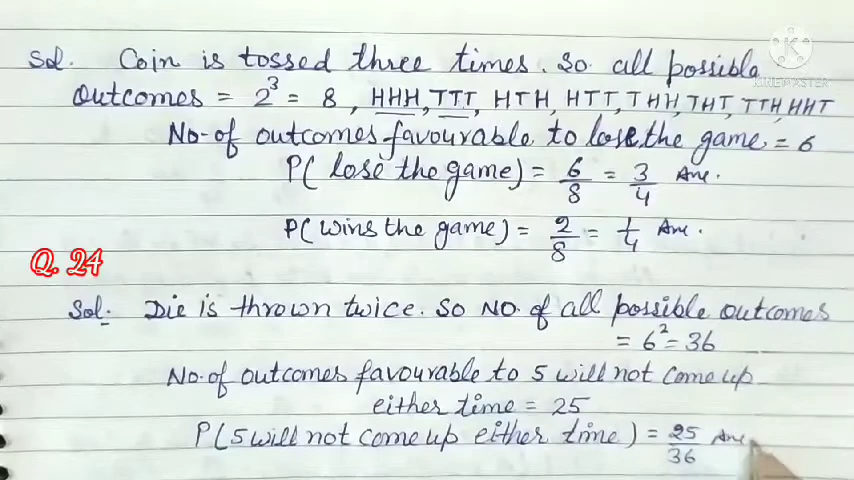 Sol. Coin is tossed three times. So all possible
outcomes = 2³ = 8, HHH, TTT, HTH, HTT, THH, THT, TTH, HHT
No. of outcomes favourable to lose the game = 6
P( lose the game) = 6/8 = 3/4 Ans.
P(wins the game) = 2/8 = 1/4 Ans.
Q. 24
Sol. Die is thrown twice. So No. of all possible outcomes
= 6² = 36
No. of outcomes favourable to 5 will not come up
either time = 25
P(5 will not come up either time) = 25/36 Ans
KINEMASTER